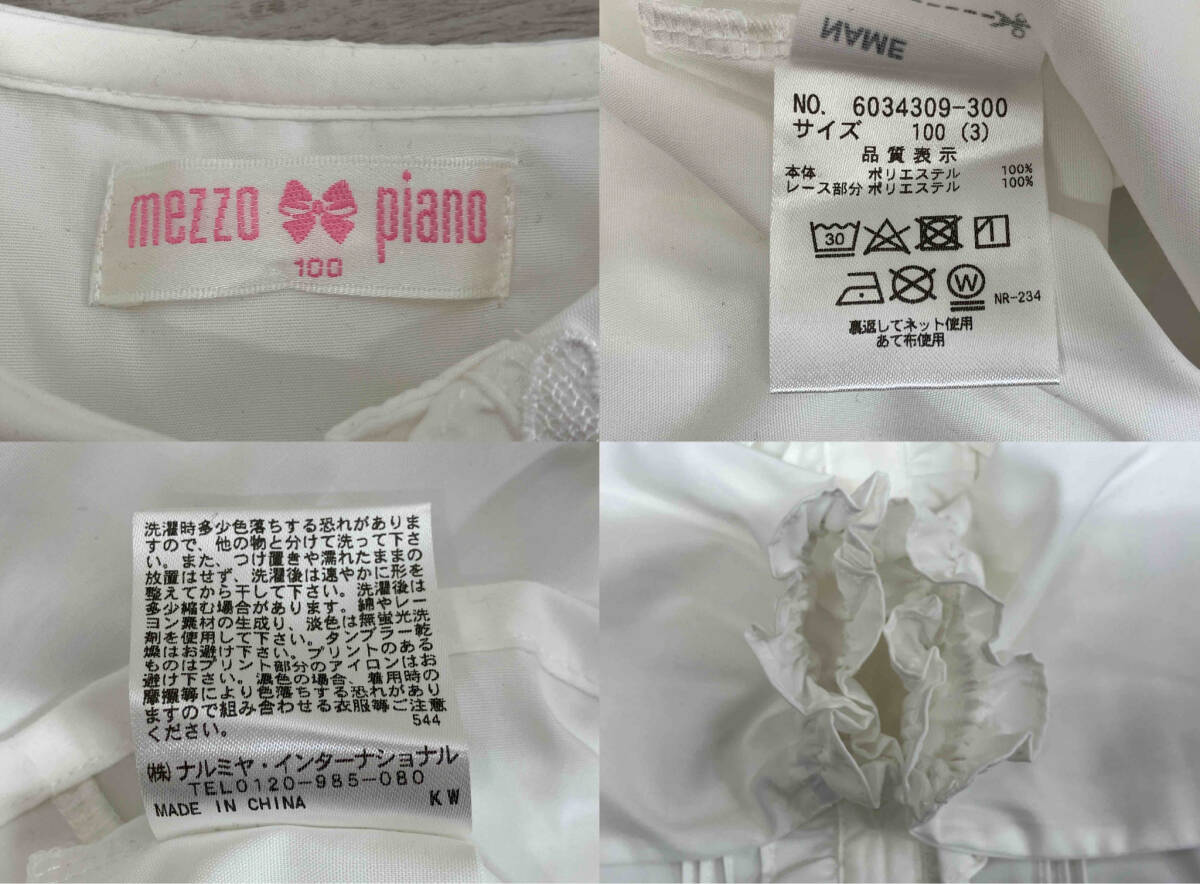 mezzo piano
100
NAME
NO. 6034309-300
サイズ 100 (3)
品質表示
本体 ポリエステル 100%
レース部分 ポリエステル 100%
30
1
W
NR-234
裏返してネット使用
あて布使用
洗濯時多少色落ちする恐れがありま
すので、他の物と分けて洗って下さ
い。また、つけ置きや濡れたままの
放置はせず、洗濯後は速やかに形を
整えてから干して下さい。洗濯後は
多少縮む場合があります。綿やレー
ヨン素材の生成り、淡色は無蛍光洗
剤を使用して下さい。タンブラー乾
燥はお避け下さい。プリントのある
ものはプリント部分のアイロンはお
避け下さい。濃色の場合、着用時の
摩擦等により色落ちする恐れがあり
ますので組み合わせる衣服等ご注意
ください。 544
㈱ナルミヤ・インターナショナル
TEL0120-985-080
MADE IN CHINA KW